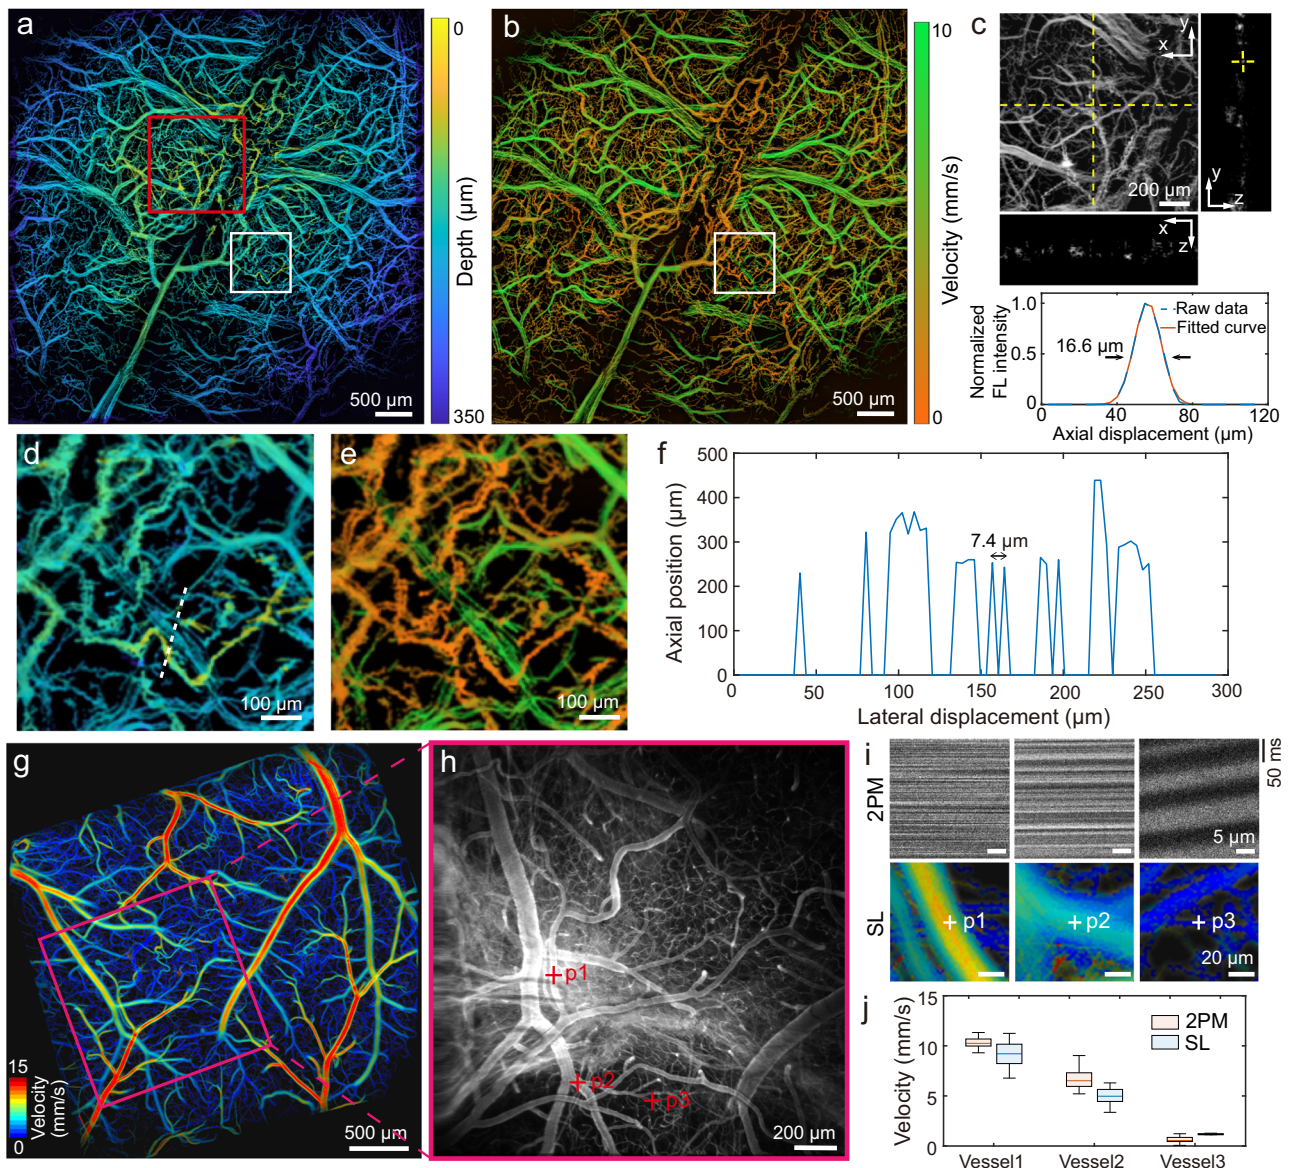 a
500 µm
0
Depth (µm)
350
b
500 µm
10
Velocity (mm/s)
0
c
y
x
200 µm
y
z
x
z
Normalized
FL intensity
1.0
0.5
0
Raw data
Fitted curve
16.6 µm
0 40 80 120
Axial displacement (µm)
d
100 µm
e
100 µm
f
Axial position (µm)
500
400
300
200
100
0
7.4 µm
0 50 100 150 200 250 300
Lateral displacement (µm)
g
15
Velocity
(mm/s)
0
500 µm
h
p1
p2
p3
200 µm
i
2PM
5 µm
50 ms
SL
p1
p2
p3
20 µm
j
Velocity (mm/s)
15
10
5
0
2PM
SL
Vessel1 Vessel2 Vessel3